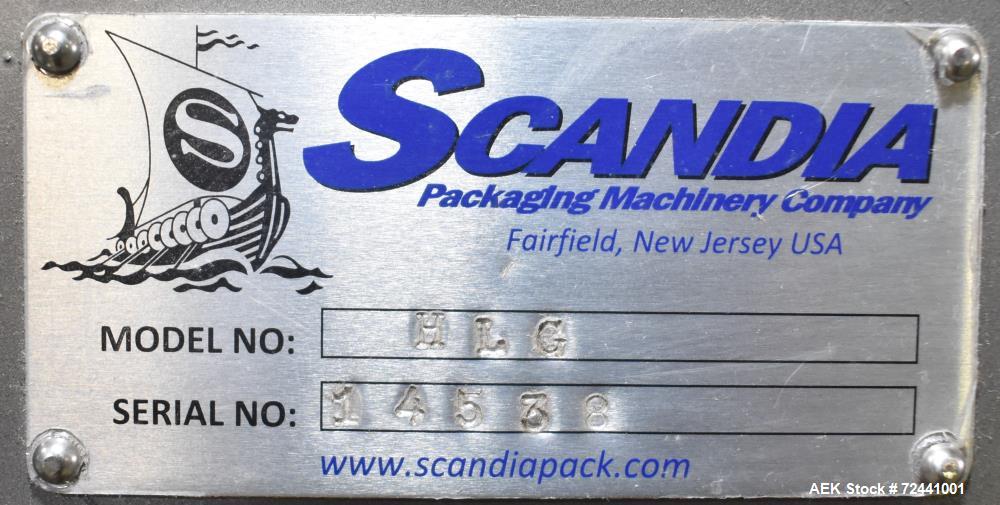 S
SCANDIA
Packaging Machinery Company
Fairfield, New Jersey USA
MODEL NO: HLG
SERIAL NO: 14538
www.scandiapack.com
AEK Stock # 72441001